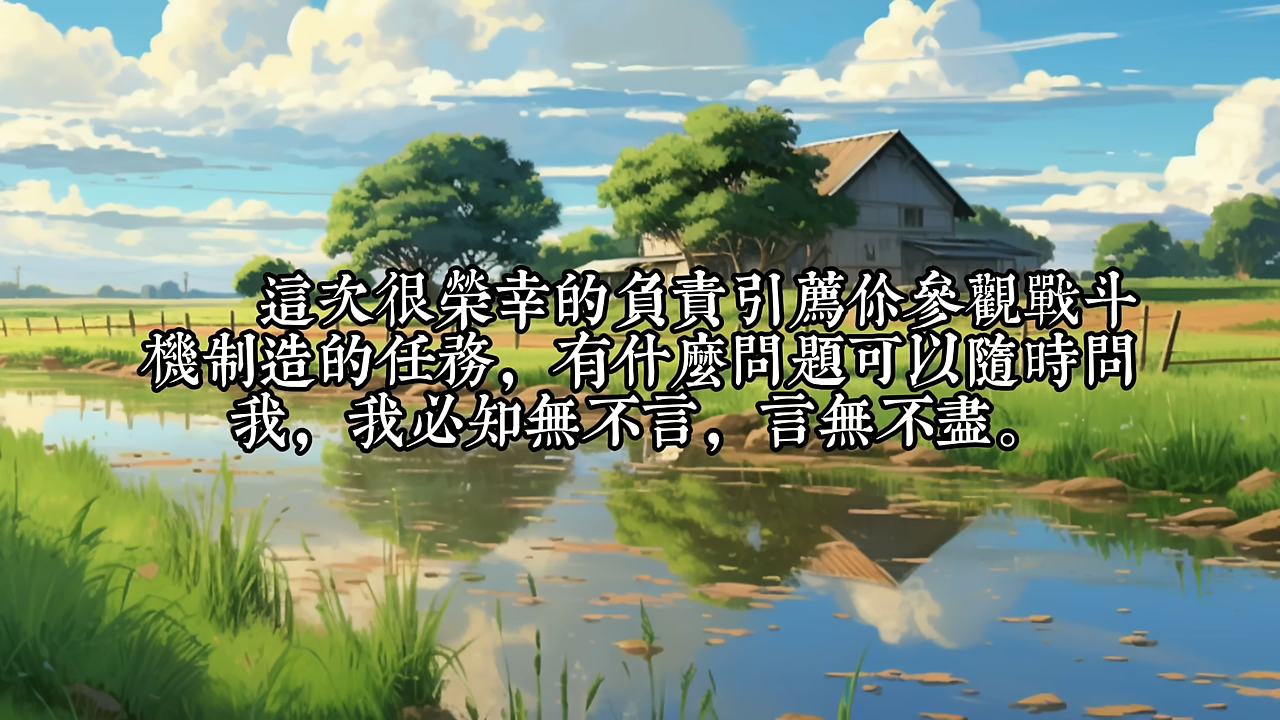 這次很榮幸的負責引薦你參觀戰斗
機制造的任務，有什麼問題可以隨時問
我，我必知無不言，言無不盡。